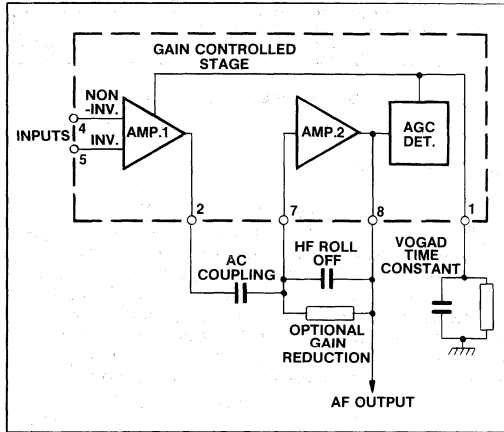 GAIN CONTROLLED
STAGE
NON
-INV.
4
INPUTS
5
INV.
AMP.1
AMP.2
AGC
DET.
2
7
8
1
AC
COUPLING
HF ROLL
OFF
VOGAD
TIME
CONSTANT
OPTIONAL
GAIN
REDUCTION
AF OUTPUT